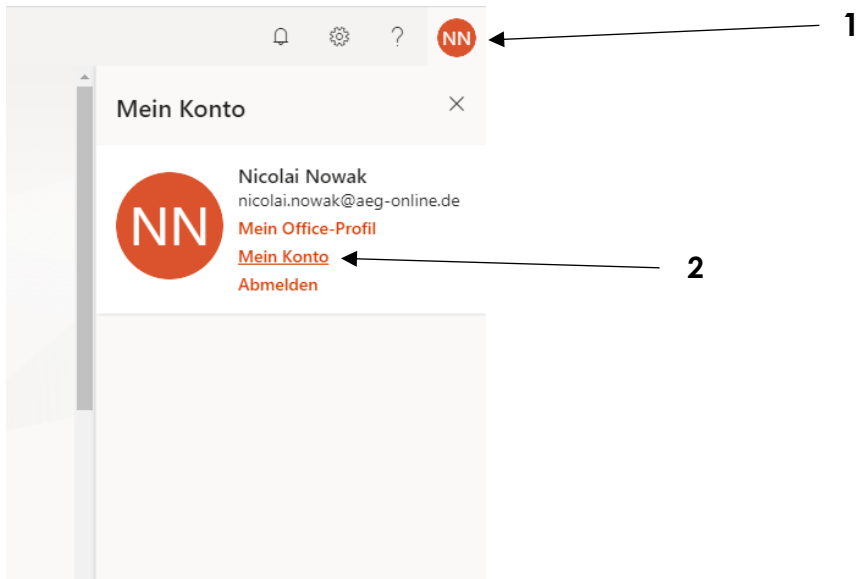 ? NN
1
Mein Konto
NN
Nicolai Nowak
nicolai.nowak@aeg-online.de
Mein Office-Profil
Mein Konto
Abmelden
2